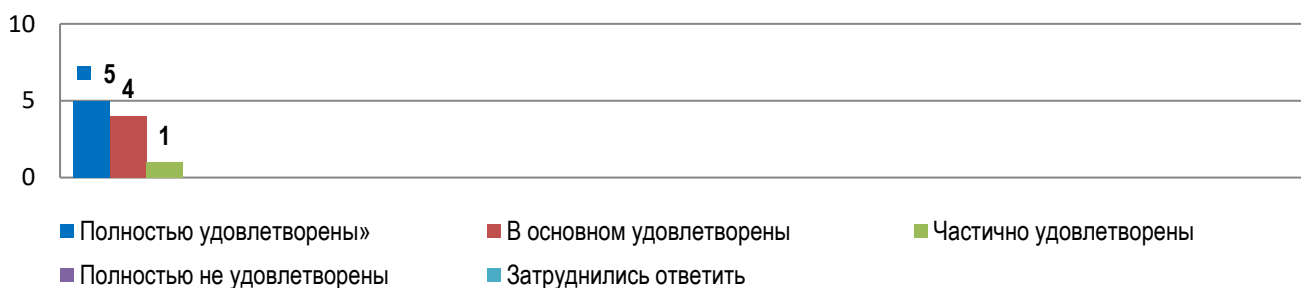 10
5
4
5
1
0
Полностью удовлетворены»
В основном удовлетворены
Частично удовлетворены
Полностью не удовлетворены
Затруднились ответить